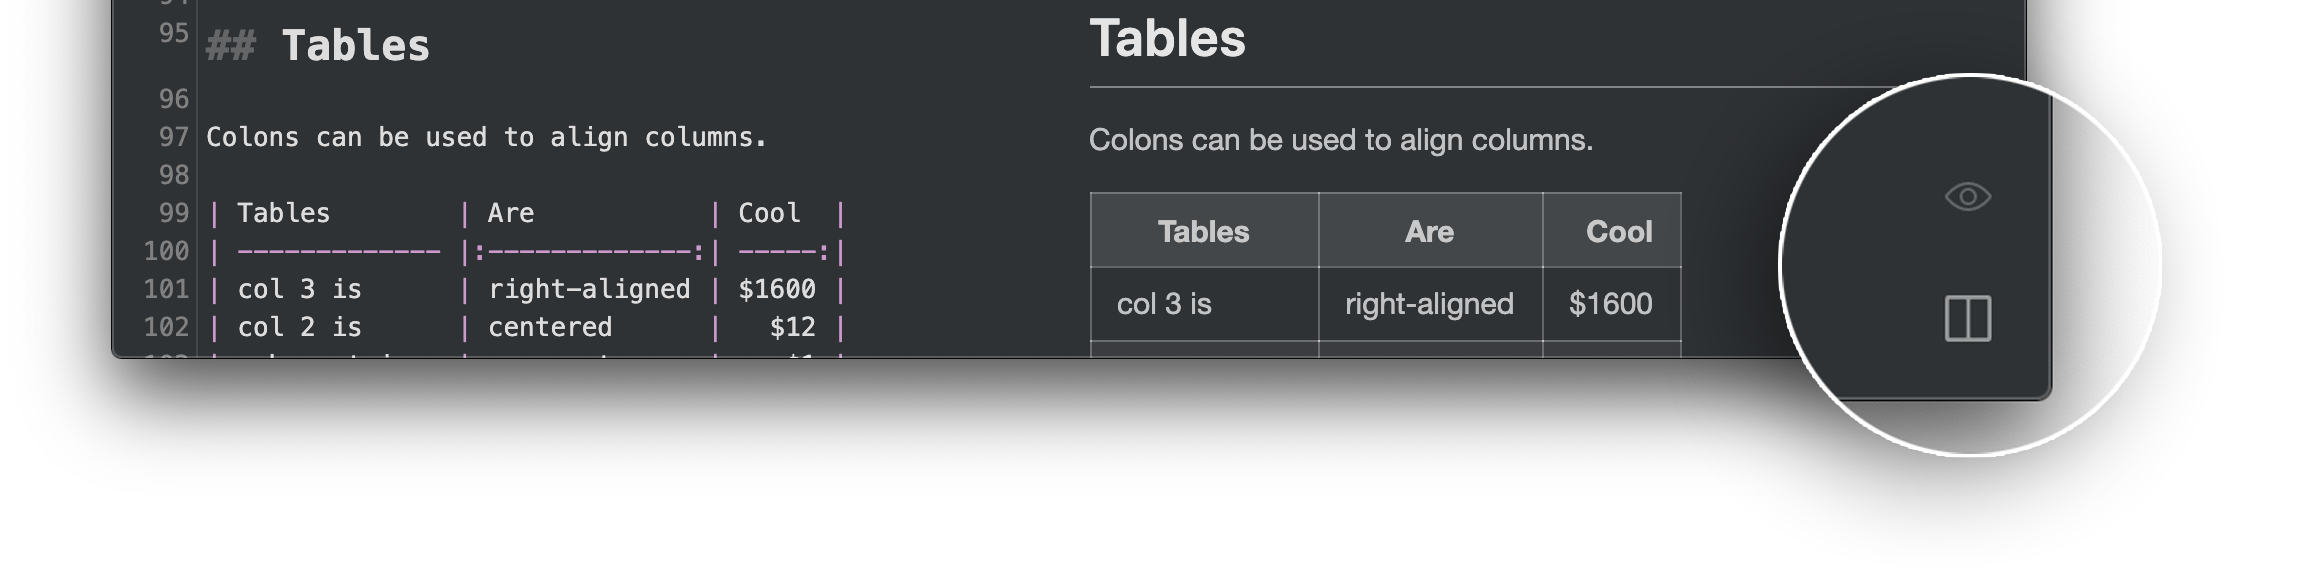 95 ## Tables
96
97 Colons can be used to align columns.
98
99 | Tables | Are | Cool |
100 | ------------- |:-------------:| -----:|
101 | col 3 is | right-aligned | $1600 |
102 | col 2 is | centered | $12 |
Tables
Colons can be used to align columns.
Tables Are Cool
col 3 is right-aligned $1600